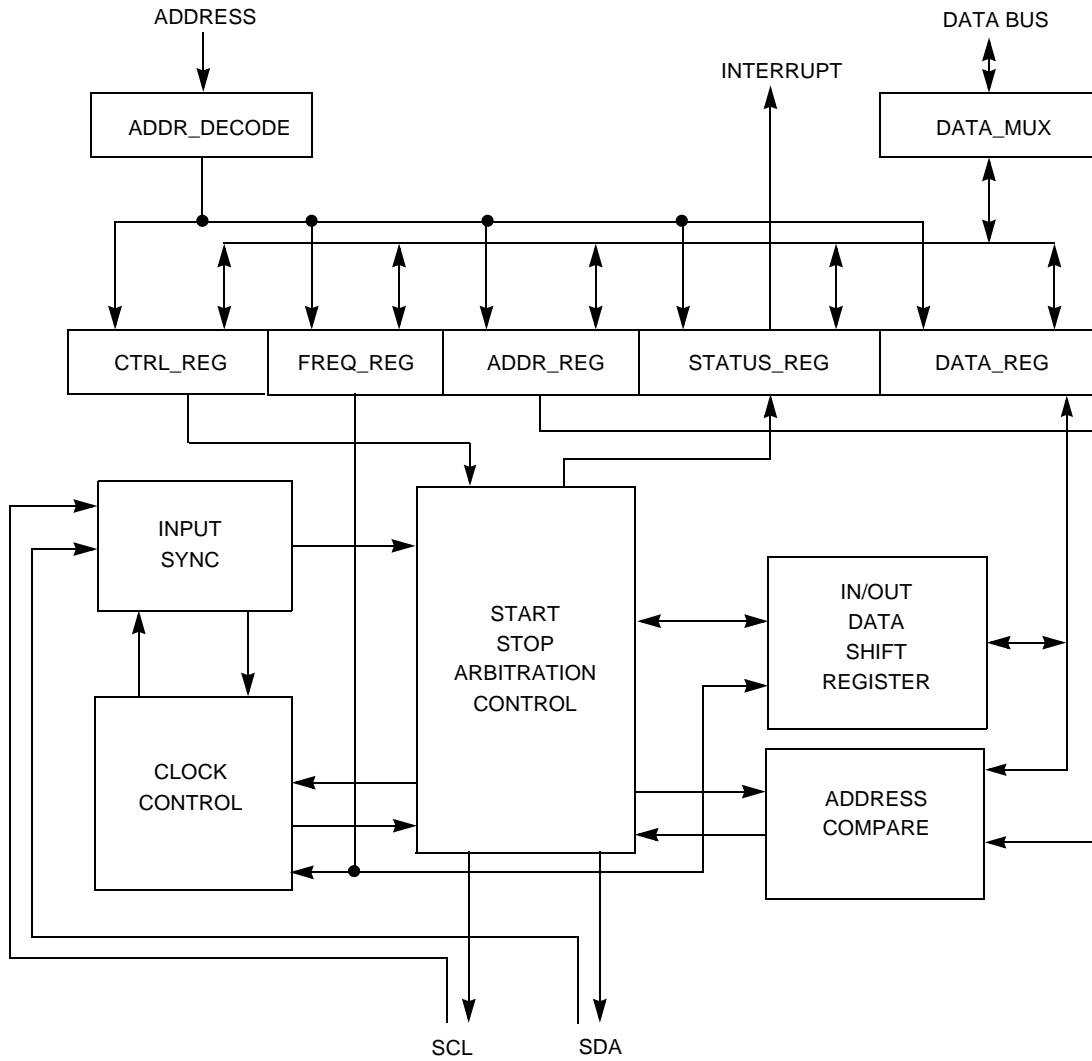 ADDRESS
DATA BUS
INTERRUPT
ADDR_DECODE
DATA_MUX
CTRL_REG
FREQ_REG
ADDR_REG
STATUS_REG
DATA_REG
INPUT
SYNC
START
STOP
ARBITRATION
CONTROL
IN/OUT
DATA
SHIFT
REGISTER
CLOCK
CONTROL
ADDRESS
COMPARE
SCL
SDA